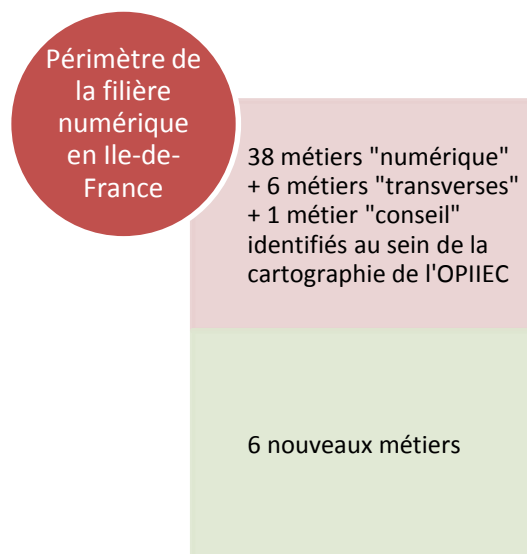 Périmètre de
la filière
numérique
en Ile-de-
France
38 métiers "numérique"
+ 6 métiers "transverses"
+ 1 métier "conseil"
identifiés au sein de la
cartographie de l'OPIIEC
6 nouveaux métiers